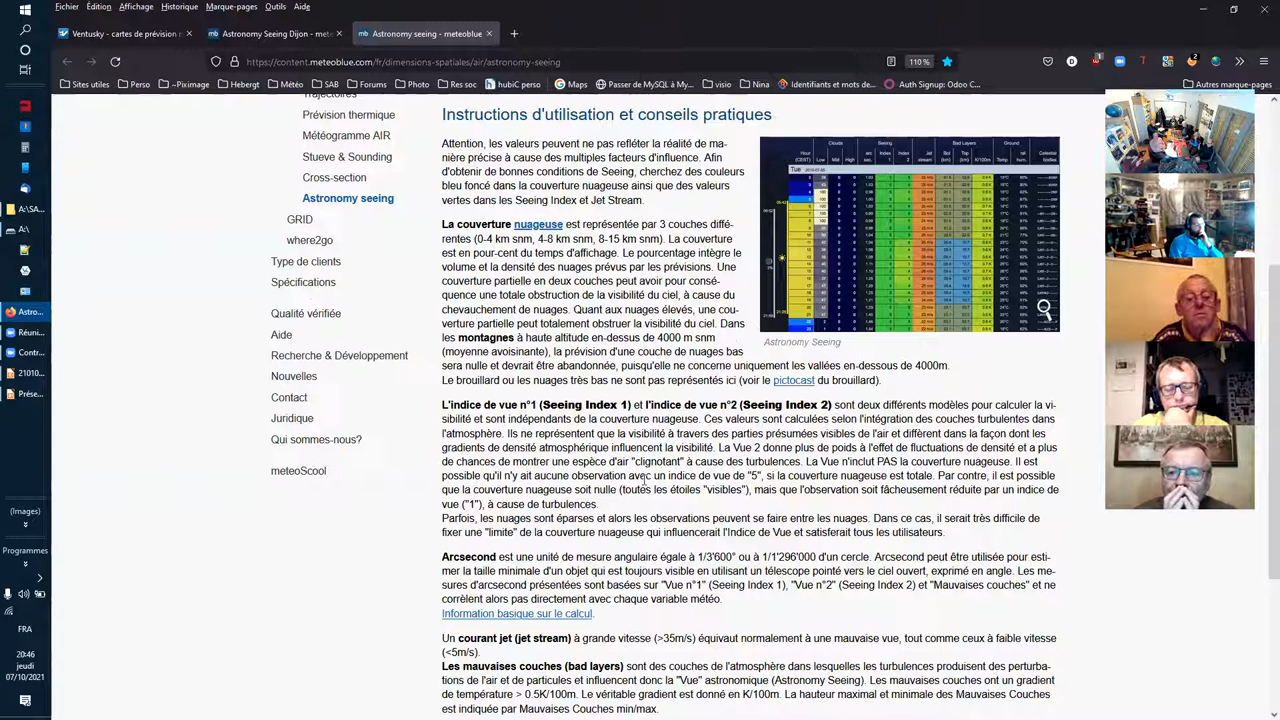 Fichier Édition Affichage Historique Marque-pages Outils Aide
Ventusky - cartes de prévision r
Astronomy Seeing Dijon - mete
Astronomy seeing - meteoblue
https://content.meteoblue.com/fr/dimensions-spatiales/air/astronomy-seeing
110 %
Sites utiles
Images
~Piximage
Hebergt
Météo
SAB
Forums
Photo
Res soc
hubiC perso
Maps
Passer de MySQL à My...
visio
Nina
Identifiants et mots de...
Auth Signup: Odoo C...
Autres marque-pages
Trajectoires
Prévision thermique
Météogramme AIR
Stueve & Sounding
Cross-section
Astronomy seeing
GRID
where2go
Type de clients
Spécifications
Qualité vérifiée
Aide
Recherche & Développement
Nouvelles
Contact
Juridique
Qui sommes-nous?
meteoScool
Instructions d'utilisation et conseils pratiques
Attention, les valeurs peuvent ne pas refléter la réalité de ma-
nière précise à cause des multiples facteurs d'influence. Afin
d'obtenir de bonnes conditions de Seeing, cherchez des couleurs
bleu foncé dans la couverture nuageuse ainsi que des valeurs
vertes dans les Seeing Index et Jet Stream.
La couverture nuageuse est représentée par 3 couches diffé-
rentes (0-4 km snm, 4-8 km snm, 8-15 km snm). La couverture
est en pour-cent du temps d'affichage. Le pourcentage intègre le
volume et la densité des nuages prévus par les prévisions. Une
couverture partielle en deux couches peut avoir pour consé-
quence une totale obstruction de la visibilité du ciel, à cause du
chevauchement de nuages. Quant aux nuages élevés, une cou-
verture partielle peut totalement obstruer la visibilité du ciel. Dans
les montagnes à haute altitude en-dessus de 4000 m snm
(moyenne avoisinante), la prévision d'une couche de nuages bas
sera nulle et devrait être abandonnée, puisqu'elle ne concerne uniquement les vallées en-dessous de 4000m.
Le brouillard ou les nuages très bas ne sont pas représentés ici (voir le pictocast du brouillard).
Astronomy Seeing
L'indice de vue n°1 (Seeing Index 1) et l'indice de vue n°2 (Seeing Index 2) sont deux différents modèles pour calculer la vi-
sibilité et sont indépendants de la couverture nuageuse. Ces valeurs sont calculées selon l'intégration des couches turbulentes dans
l'atmosphère. Ils ne représentent que la visibilité à travers des parties présumées visibles de l'air et diffèrent dans la façon dont les
gradients de densité atmosphérique influencent la visibilité. La Vue 2 donne plus de poids à l'effet de fluctuations de densité et a plus
de chances de montrer une espèce d'air "clignotant" à cause des turbulences. La Vue n'inclut PAS la couverture nuageuse. Il est
possible qu'il n'y ait aucune observation avec un indice de vue de "5", si la couverture nuageuse est totale. Par contre, il est possible
que la couverture nuageuse soit nulle (toutes les étoiles "visibles"), mais que l'observation soit fâcheusement réduite par un indice de
vue ("1"), à cause de turbulences.
Parfois, les nuages sont éparses et alors les observations peuvent se faire entre les nuages. Dans ce cas, il serait très difficile de
fixer une "limite" de la couverture nuageuse qui influencerait l'Indice de Vue et satisferait tous les utilisateurs.
Arcsecond est une unité de mesure angulaire égale à 1/3'600° ou à 1/1'296'000 d'un cercle. Arcsecond peut être utilisée pour esti-
mer la taille minimale d'un objet qui est toujours visible en utilisant un télescope pointé vers le ciel ouvert, exprimé en angle. Les me-
sures d'arcsecond présentées sont basées sur "Vue n°1" (Seeing Index 1), "Vue n°2" (Seeing Index 2) et "Mauvaises couches" et ne
corrèlent alors pas directement avec chaque variable météo.
Information basique sur le calcul.
Un courant jet (jet stream) à grande vitesse (>35m/s) équivaut normalement à une mauvaise vue, tout comme ceux à faible vitesse
(<5m/s).
Les mauvaises couches (bad layers) sont des couches de l'atmosphère dans lesquelles les turbulences produisent des perturba-
tions de l'air et de particules et influencent donc la "Vue" astronomique (Astronomy Seeing). Les mauvaises couches ont un gradient
de température > 0.5K/100m. Le véritable gradient est donné en K/100m. La hauteur maximal et minimale des Mauvaises Couches
est indiquée par Mauvaises Couches min/max.
A:\SA...
A:\
Astro...
Réuni...
Contr...
21010
Prése...
(Images)
Programmes
FRA
20:46
jeudi
07/10/2021